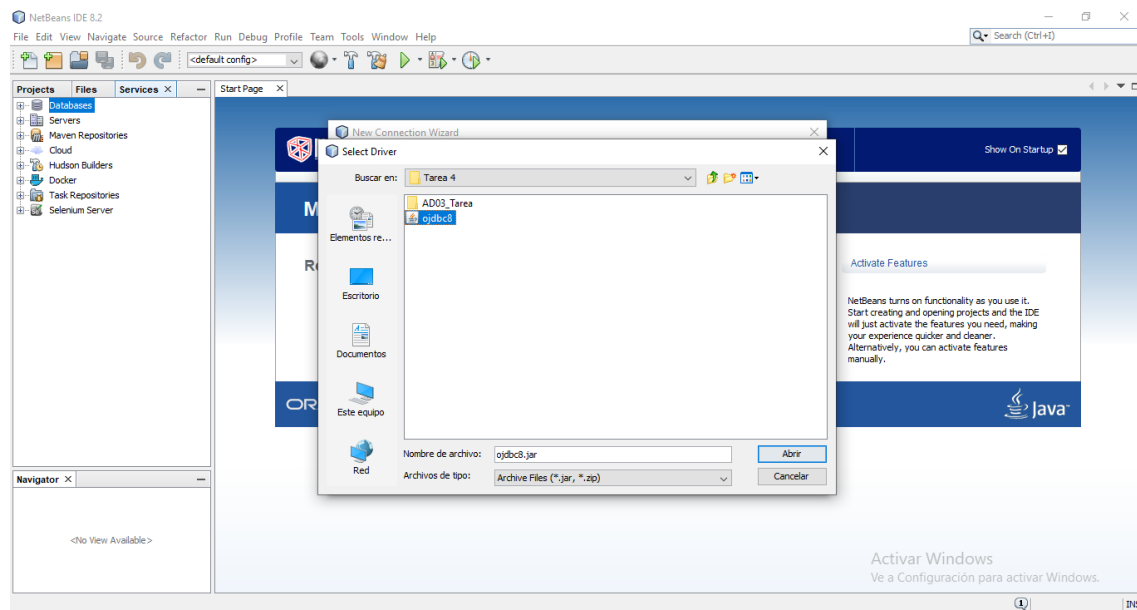 NetBeans IDE 8.2
File Edit View Navigate Source Refactor Run Debug Profile Team Tools Window Help
Search (Ctrl+I)
<default config>
Projects Files Services
Start Page
Databases
Servers
Maven Repositories
Cloud
Hudson Builders
Docker
Task Repositories
Selenium Server
New Connection Wizard
Show On Startup
Select Driver
Buscar en: Tarea 4
AD03_Tarea
ojdbc8
M
Elementos re...
Re
Activate Features
Escritorio
NetBeans turns on functionality as you use it.
Start creating and opening projects and the IDE
will just activate the features you need, making
your experience quicker and cleaner.
Alternatively, you can activate features
manually.
Documentos
Este equipo
OR
Java
Red
Nombre de archivo: ojdbc8.jar
Abrir
Archivos de tipo: Archive Files (*.jar, *.zip)
Cancelar
Navigator
<No View Available>
Activar Windows
Ve a Configuración para activar Windows.
1
INS